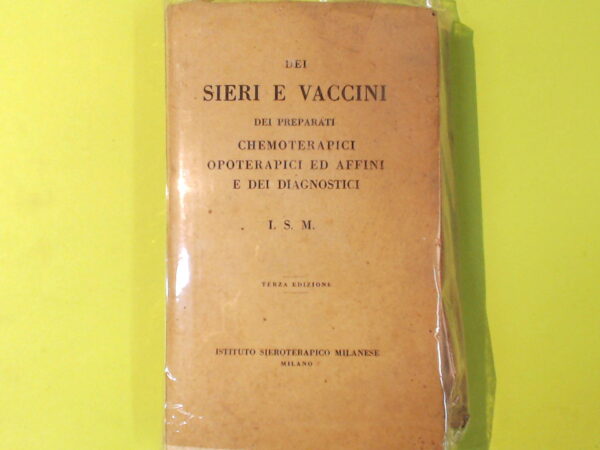 DEI
SIERI E VACCINI
DEI PREPARATI
CHEMOTERAPICI
OPOTERAPICI ED AFFINI
E DEI DIAGNOSTICI
I. S. M.
TERZA EDIZIONE
ISTITUTO SIEROTERAPICO MILANESE
MILANO